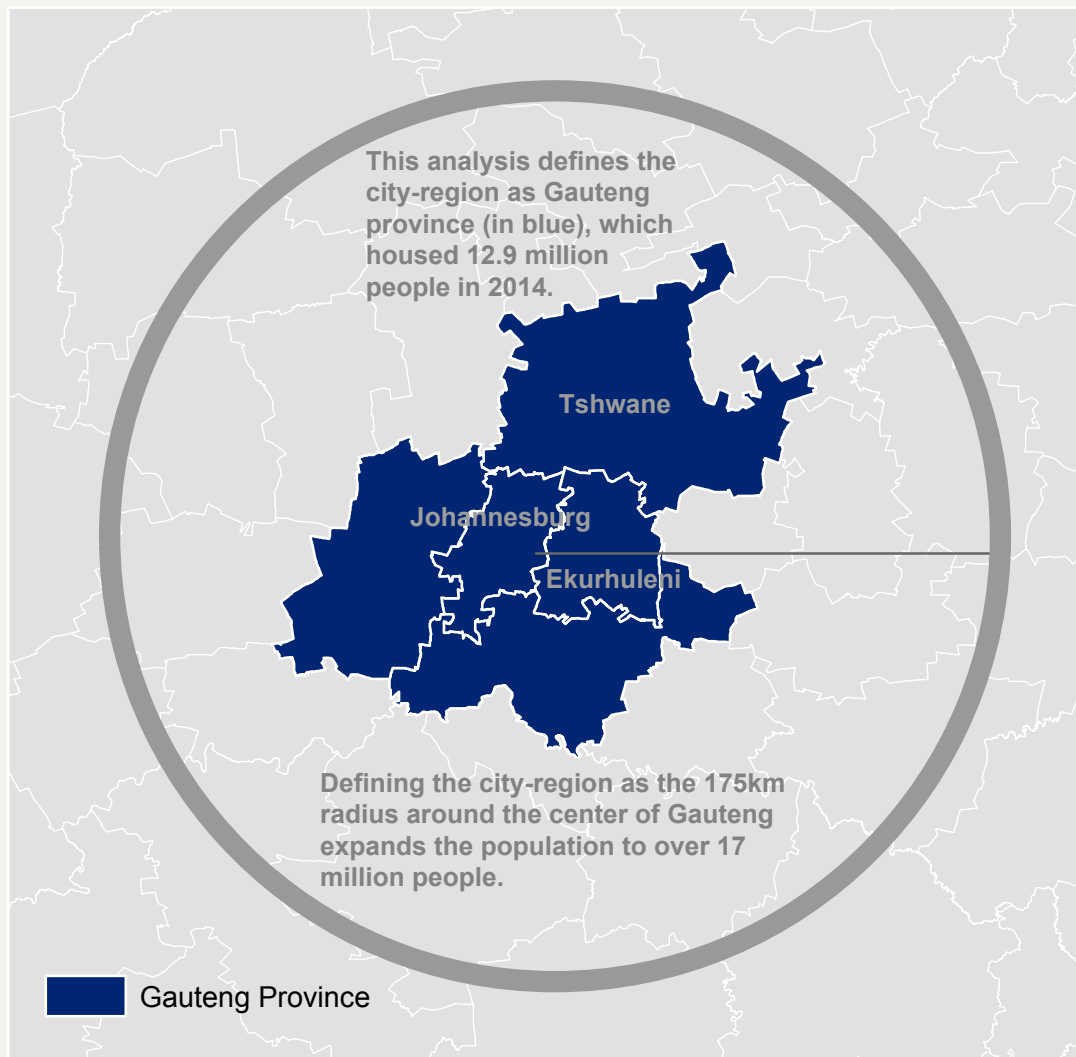 This analysis defines the
city-region as Gauteng
province (in blue), which
housed 12.9 million
people in 2014.
Tshwane
Johannesburg
Ekurhuleni
Defining the city-region as the 175km
radius around the center of Gauteng
expands the population to over 17
million people.
Gauteng Province